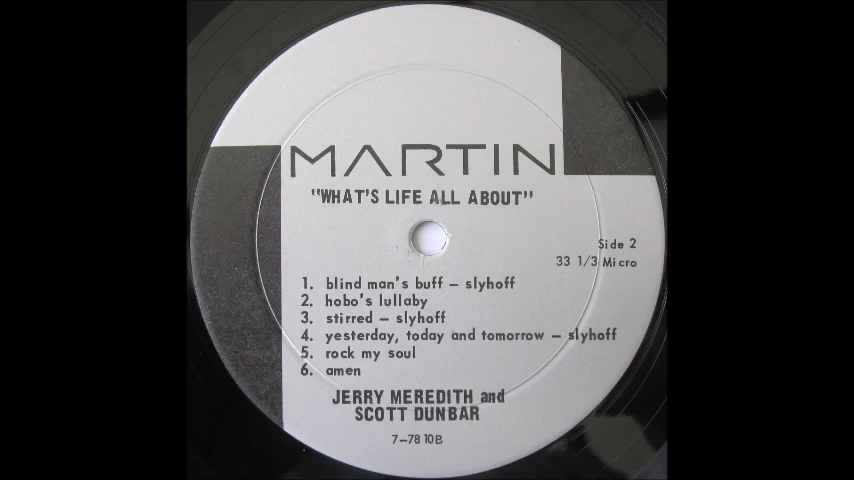 MARTIN
"WHAT'S LIFE ALL ABOUT"
Side 2
33 1/3 Micro
1. blind man's buff – slyhoff
2. hobo's lullaby
3. stirred – slyhoff
4. yesterday, today and tomorrow – slyhoff
5. rock my soul
6. amen
JERRY MEREDITH and
SCOTT DUNBAR
7-78 10B